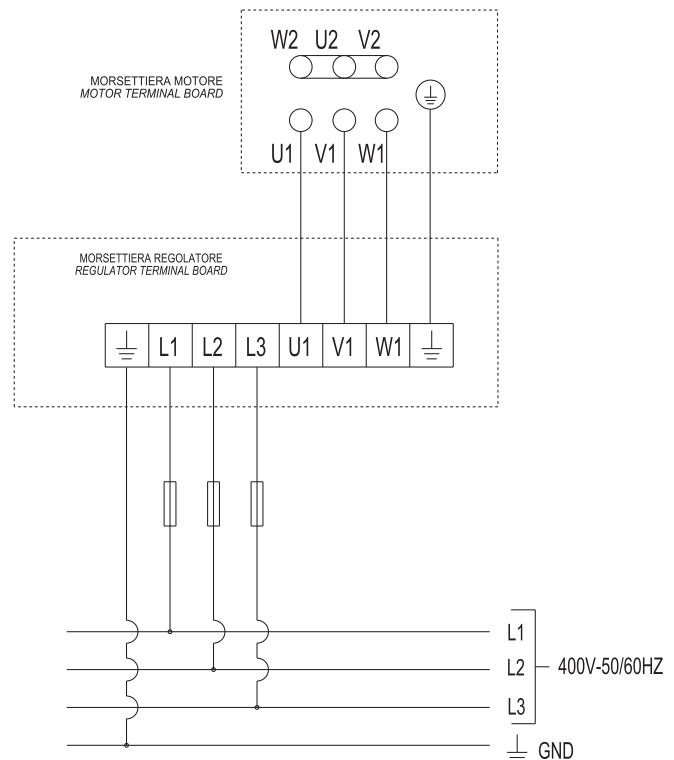 W2 U2 V2
MORSETTIERA MOTORE
MOTOR TERMINAL BOARD
U1 V1 W1
MORSETTIERA REGOLATORE
REGULATOR TERMINAL BOARD
L1 L2 L3 U1 V1 W1
L1
L2 400V-50/60HZ
L3
GND